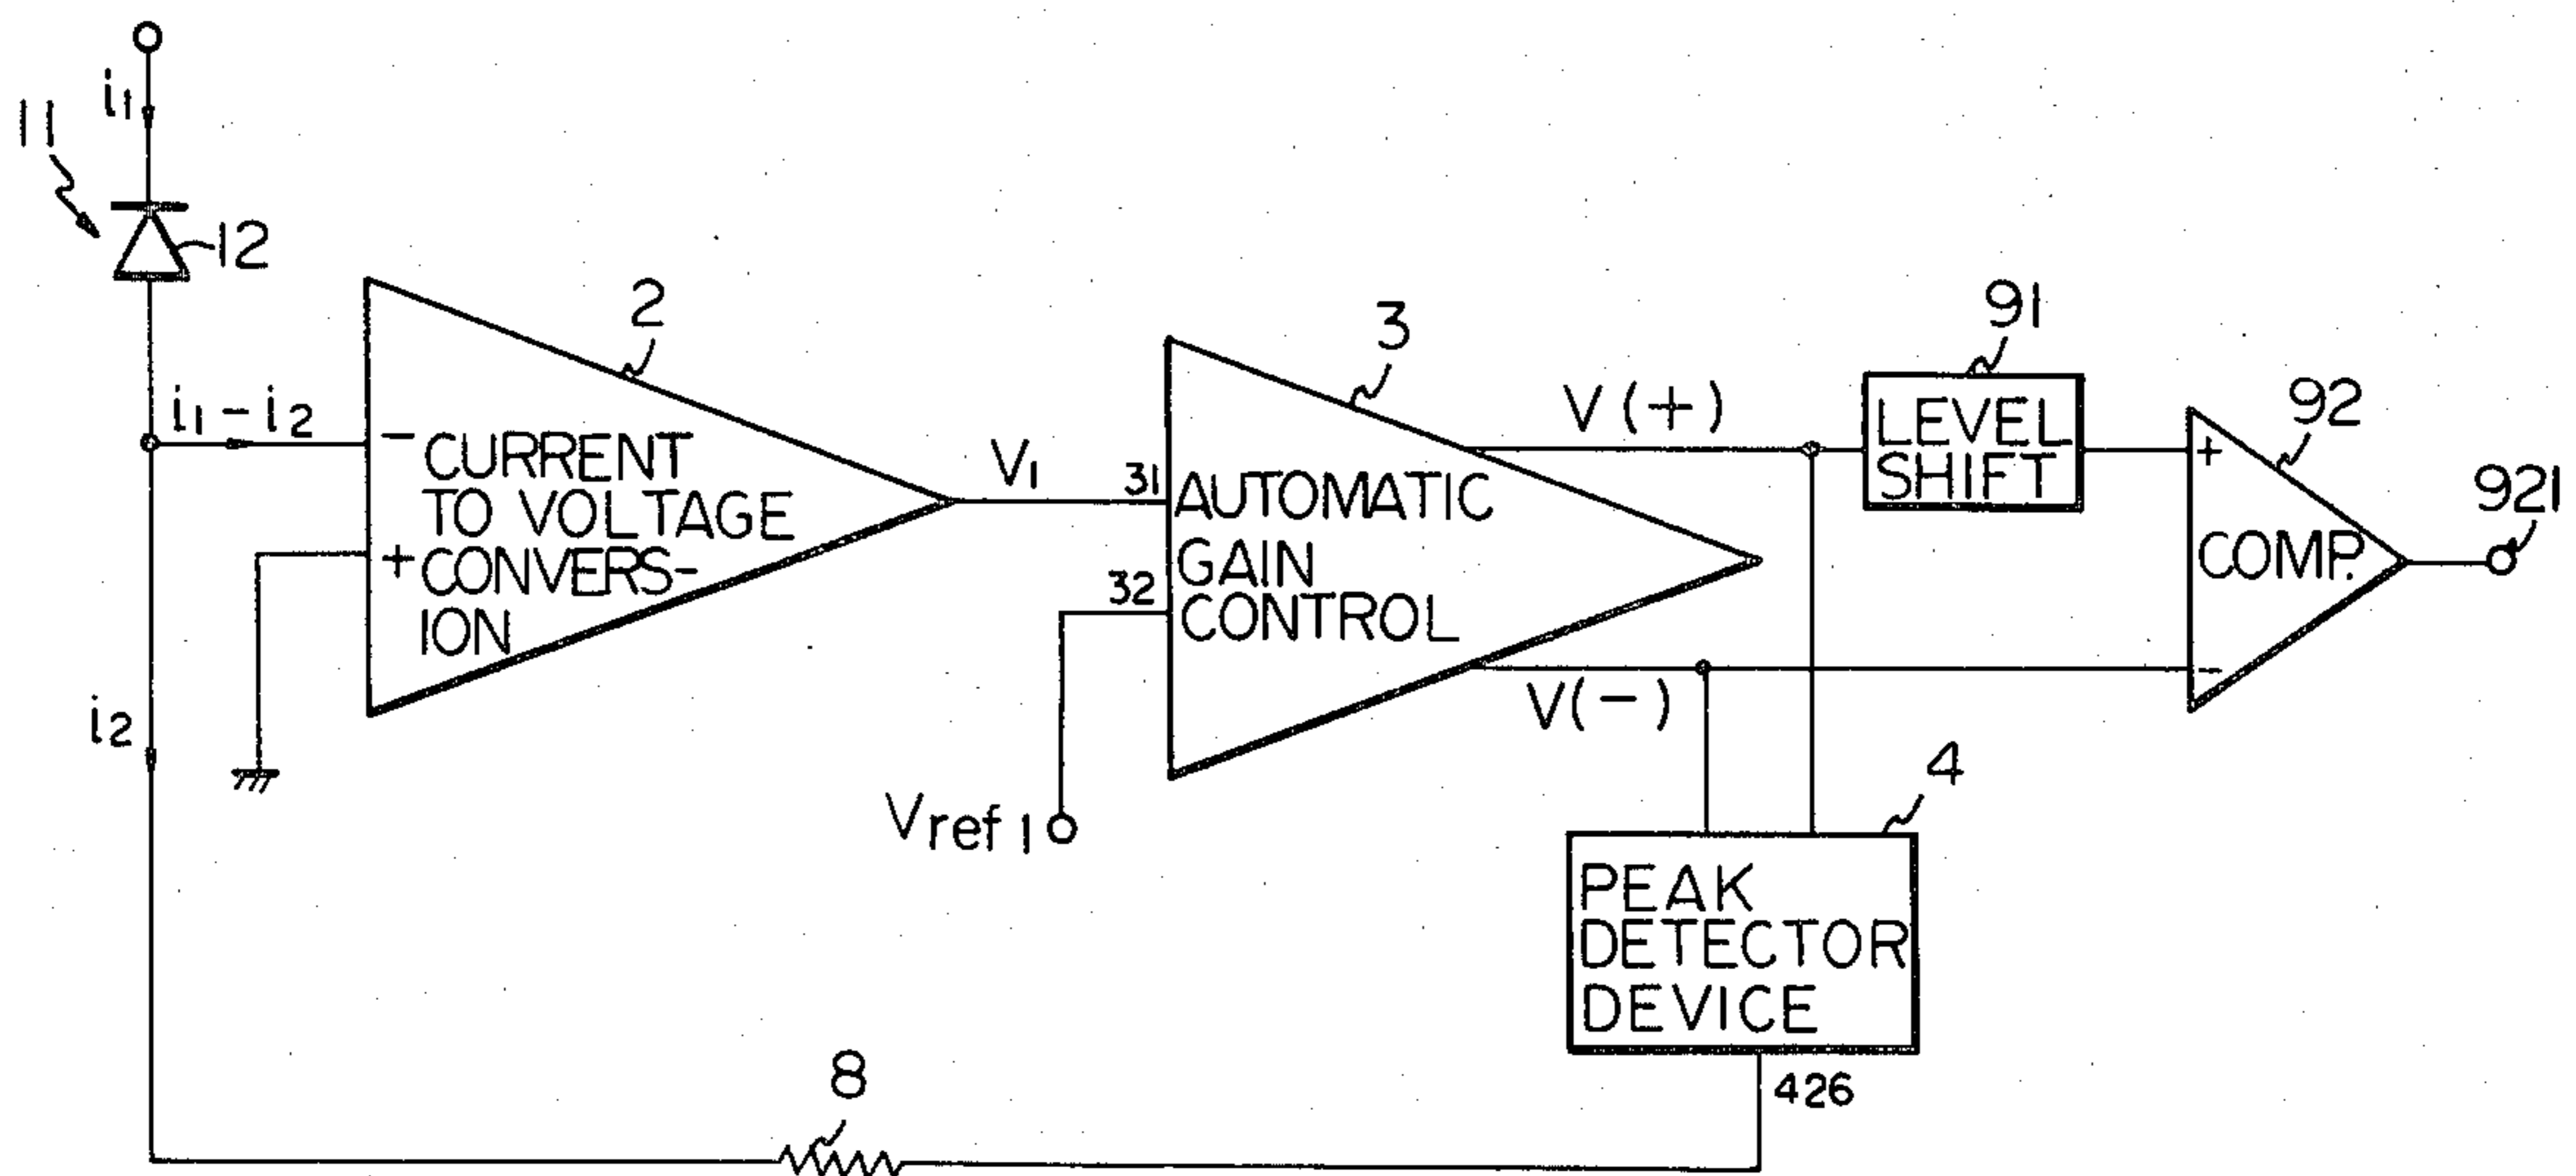 i1
11
12
i1 - i2
i2
2
-
CURRENT
TO VOLTAGE
+
CONVERS-
ION
V1
3
31
AUTOMATIC
GAIN
32
CONTROL
Vref 1
V (+)
V(-)
91
LEVEL
SHIFT
92
+
COMP.
-
921
4
PEAK
DETECTOR
DEVICE
426
8